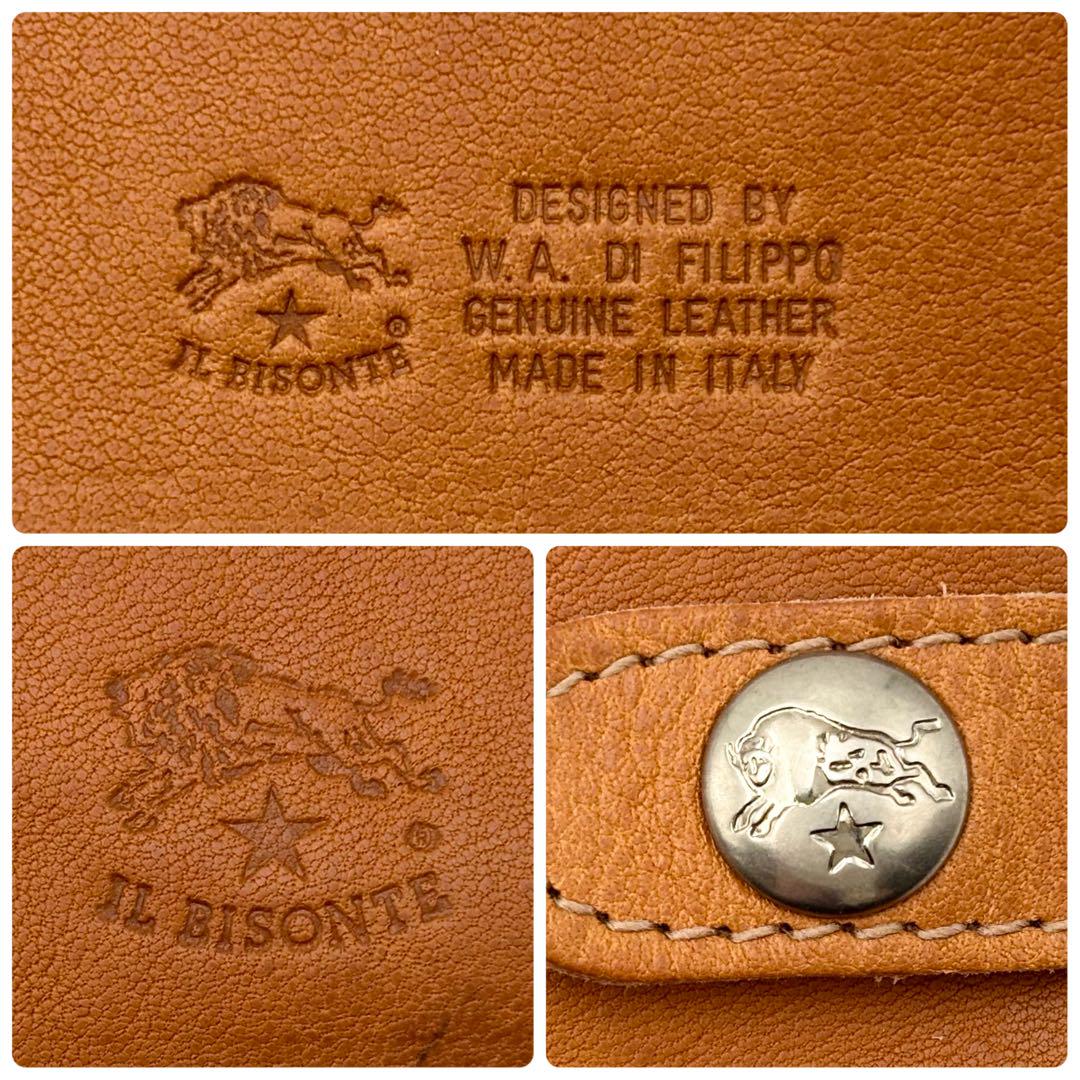 DESIGNED BY
W. A. DI FILIPPO
GENUINE LEATHER
MADE IN ITALY
®
IL BISONTE
®
IL BISONTE